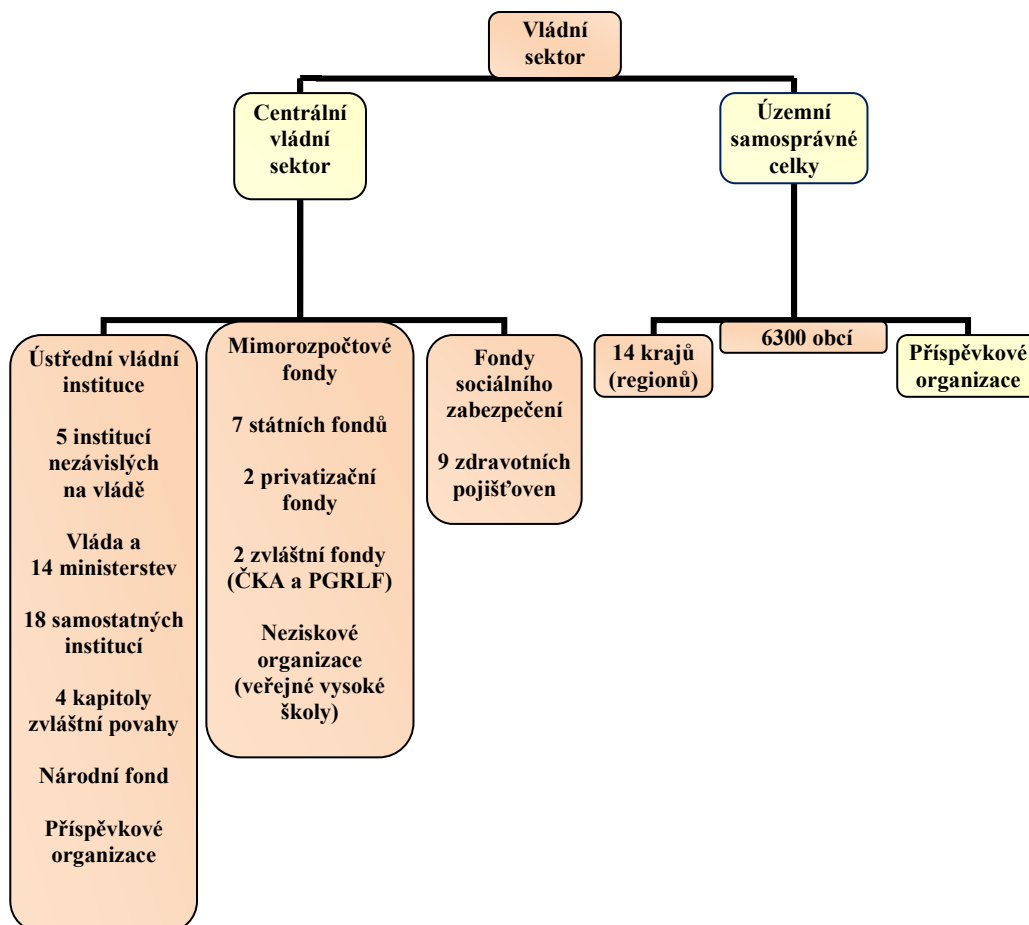 Vládní
sektor
Centrální
vládní
sektor
Územní
samosprávné
celky
Ústřední vládní
instituce
5 institucí
nezávislých
na vládě
Vláda a
14 ministerstev
18 samostatných
institucí
4 kapitoly
zvláštní povahy
Národní fond
Příspěvkové
organizace
Mimorozpočtové
fondy
7 státních fondů
2 privatizační
fondy
2 zvláštní fondy
(ČKA a PGRLF)
Neziskové
organizace
(veřejné vysoké
školy)
Fondy
sociálního
zabezpečení
9 zdravotních
pojišťoven
14 krajů
(regionů)
6300 obcí
Příspěvkové
organizace